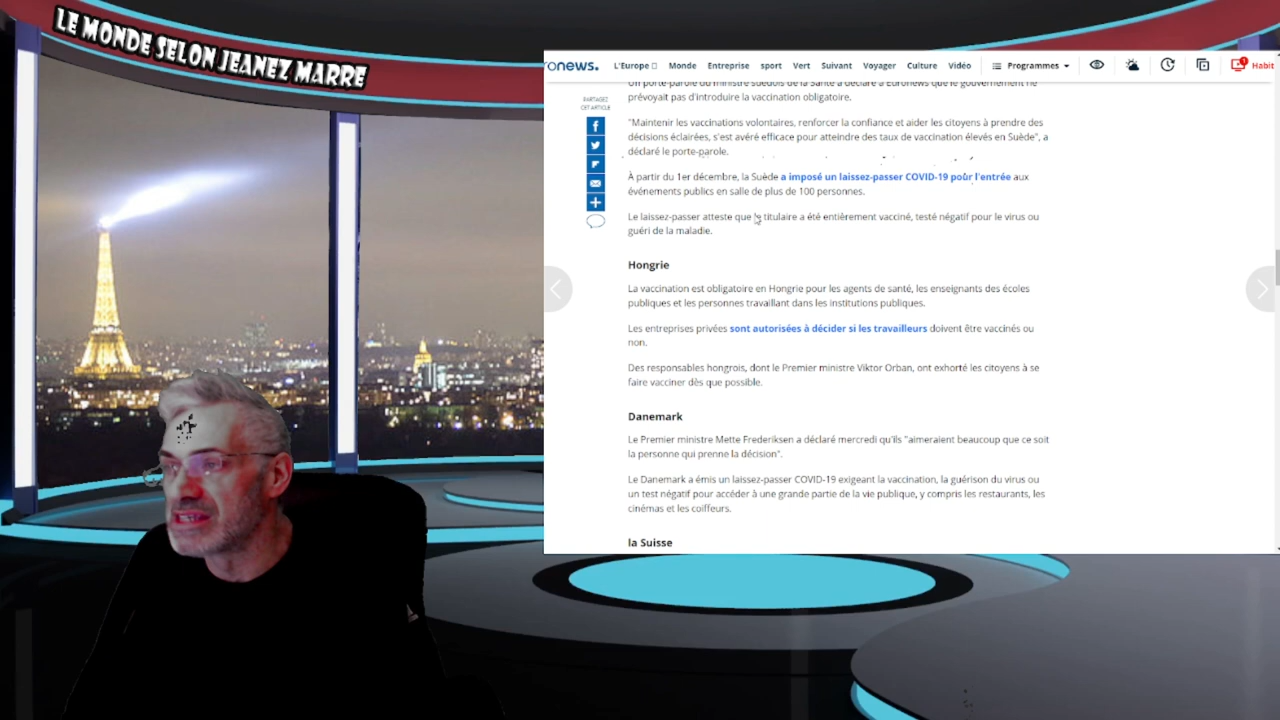 LE MONDE SELON JEANEZ MARRE
ronews.
L'Europe Monde Entreprise sport Vert Suivant Voyager Culture Vidéo Programmes Habit
PARTAGEZ
CET ARTICLE
Un porte-parole du ministre suédois de la Santé a déclaré à Euronews que le gouvernement ne
prévoyait pas d'introduire la vaccination obligatoire.
"Maintenir les vaccinations volontaires, renforcer la confiance et aider les citoyens à prendre des
décisions éclairées, s'est avéré efficace pour atteindre des taux de vaccination élevés en Suède", a
déclaré le porte-parole.
À partir du 1er décembre, la Suède a imposé un laissez-passer COVID-19 pour l'entrée aux
événements publics en salle de plus de 100 personnes.
Le laissez-passer atteste que le titulaire a été entièrement vacciné, testé négatif pour le virus ou
guéri de la maladie.
Hongrie
La vaccination est obligatoire en Hongrie pour les agents de santé, les enseignants des écoles
publiques et les personnes travaillant dans les institutions publiques.
Les entreprises privées sont autorisées à décider si les travailleurs doivent être vaccinés ou
non.
Des responsables hongrois, dont le Premier ministre Viktor Orban, ont exhorté les citoyens à se
faire vacciner dès que possible.
Danemark
Le Premier ministre Mette Frederiksen a déclaré mercredi qu'ils "aimeraient beaucoup que ce soit
la personne qui prenne la décision".
Le Danemark a émis un laissez-passer COVID-19 exigeant la vaccination, la guérison du virus ou
un test négatif pour accéder à une grande partie de la vie publique, y compris les restaurants, les
cinémas et les coiffeurs.
la Suisse